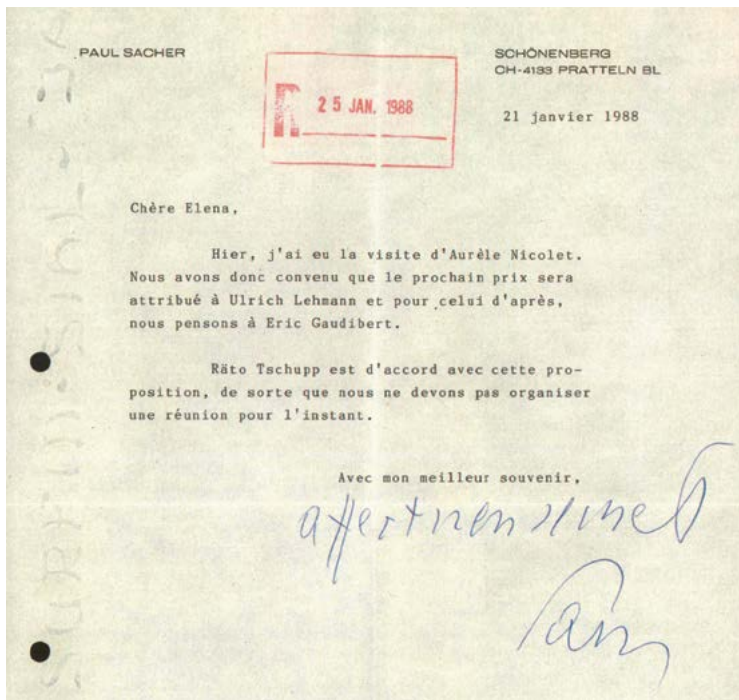 PAUL SACHER
SCHÖNENBERG
CH-4133 PRATTELN BL
R 25 JAN. 1988
21 janvier 1988
Chère Elena,
Hier, j'ai eu la visite d'Aurèle Nicolet.
Nous avons donc convenu que le prochain prix sera
attribué à Ulrich Lehmann et pour celui d'après,
nous pensons à Eric Gaudibert.
Räto Tschupp est d'accord avec cette pro-
position, de sorte que nous ne devons pas organiser
une réunion pour l'instant.
Avec mon meilleur souvenir,